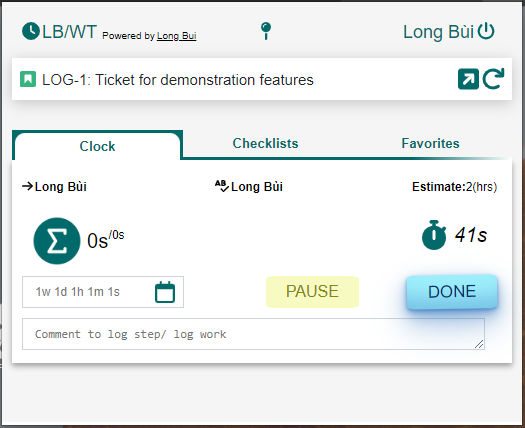 LB/WT Powered by Long Bui Long Bùi
LOG-1: Ticket for demonstration features
Clock Checklists Favorites
Long Bùi AB Long Bùi Estimate:2(hrs)
Σ 0s/0s 41s
1w 1d 1h 1m 1s PAUSE DONE
Comment to log step/ log work